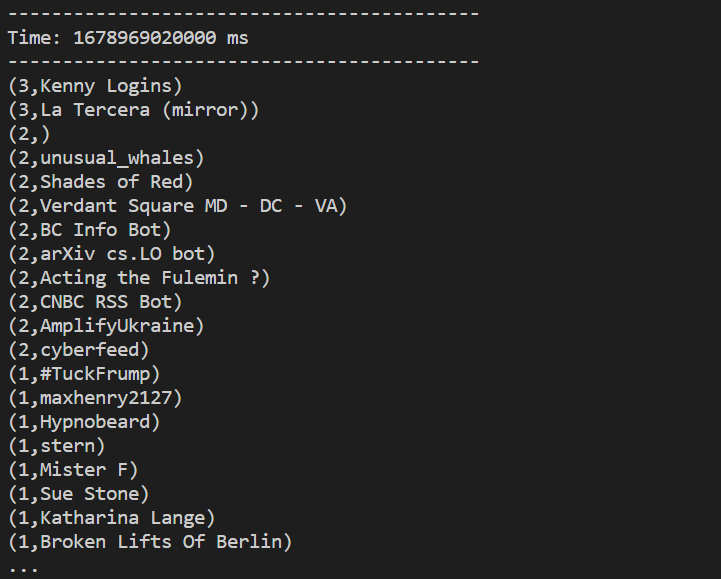 -------------------------------------------
Time: 1678969020000 ms
-------------------------------------------
(3,Kenny Logins)
(3,La Tercera (mirror))
(2,)
(2,unusual_whales)
(2,Shades of Red)
(2,Verdant Square MD - DC - VA)
(2,BC Info Bot)
(2,arXiv cs.LO bot)
(2,Acting the Fulemin ?)
(2,CNBC RSS Bot)
(2,AmplifyUkraine)
(2,cyberfeed)
(1,#TuckFrump)
(1,maxhenry2127)
(1,Hypnobeard)
(1,stern)
(1,Mister F)
(1,Sue Stone)
(1,Katharina Lange)
(1,Broken Lifts Of Berlin)
...